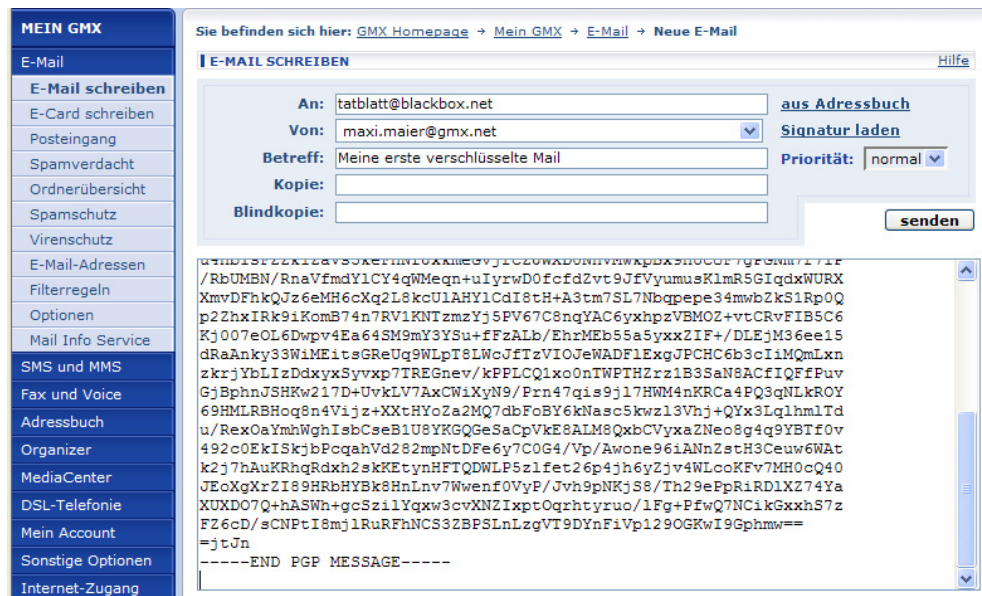 MEIN GMX
E-Mail
E-Mail schreiben
E-Card schreiben
Posteingang
Spamverdacht
Ordnerübersicht
Spamschutz
Virenschutz
E-Mail-Adressen
Filterregeln
Optionen
Mail Info Service
SMS und MMS
Fax und Voice
Adressbuch
Organizer
MediaCenter
DSL-Telefonie
Mein Account
Sonstige Optionen
Internet-Zugang
Sie befinden sich hier: GMX Homepage → Mein GMX → E-Mail → Neue E-Mail
E-MAIL SCHREIBEN Hilfe
An: tatblatt@blackbox.net aus Adressbuch
Von: maxi.maier@gmx.net Signatur laden
Betreff: Meine erste verschlüsselte Mail Priorität: normal
Kopie:
Blindkopie:
senden
/RbUMBN/RnaVfmdYlCY4qWMeqn+uIyrwD0fcfdZvt9JfVyumusKlmR5GIqdxWURX
XmvDFhkQJz6eMH6cXq2L8kcUlAHYlCdI8tH+A3tm7SL7Nbqpepe34mwbZkS1Rp0Q
p2ZhxIRk9iKomB74n7RV1KNTzmzYj5PV67C8nqYAC6yxhpzVBMOZ+vtCRvFIB5C6
Kj007eOL6Dwpv4Ea64SM9mY3YSu+fFzALb/EhrMEb55a5yxxZIF+/DLEjM36ee15
dRaAnky33WiMEitsGReUq9WLpT8LWcJfTzVIOJeWADFlExgJPCHC6b3cIiMQmLxn
zkrjYbLIzDdxyxSyvxp7TREGnev/kPPLCQ1xo0nTWPTHZrz1B3SaN8ACfIQFfPuv
GjBphnJSHKw217D+UvkLV7AxCWiXyN9/Prn47qis9jl7HWM4nKRCa4PQ3qNLkROY
69HMLRBHoq8n4Vijz+XXtHYoZa2MQ7dbFoBY6kNasc5kwzl3Vhj+QYx3LqlhmlTd
u/RexOaYmhWghIsbCseB1U8YKGQGeSaCpVkE8ALM8QxbCVyxaZNeo8g4q9YBTf0v
492c0EkISkjbPcqahVd282mpNtDFe6y7C0G4/Vp/Awone96iANnZstH3Ceuw6WAt
k2j7hAuKRhqRdxh2skKEtynHFTQDWLP5zlfet26p4jh6yZjv4WLcoKFv7MH0cQ40
JEoXgXrZI89HRbHYBk8HnLnv7Wwenf0VyP/Jvh9pNKjS8/Th29ePpRiRDlXZ74Ya
XUXDO7Q+hASWh+gcSzilYqxw3cvXNZIxptOqrhtyruo/lFg+PfwQ7NCikGxxhS7z
FZ6cD/sCNPtI8mjlRuRFhNCS3ZBPSLnLzgVT9DYnFiVp129OGKwI9Gphmw==
=jtJn
-----END PGP MESSAGE-----